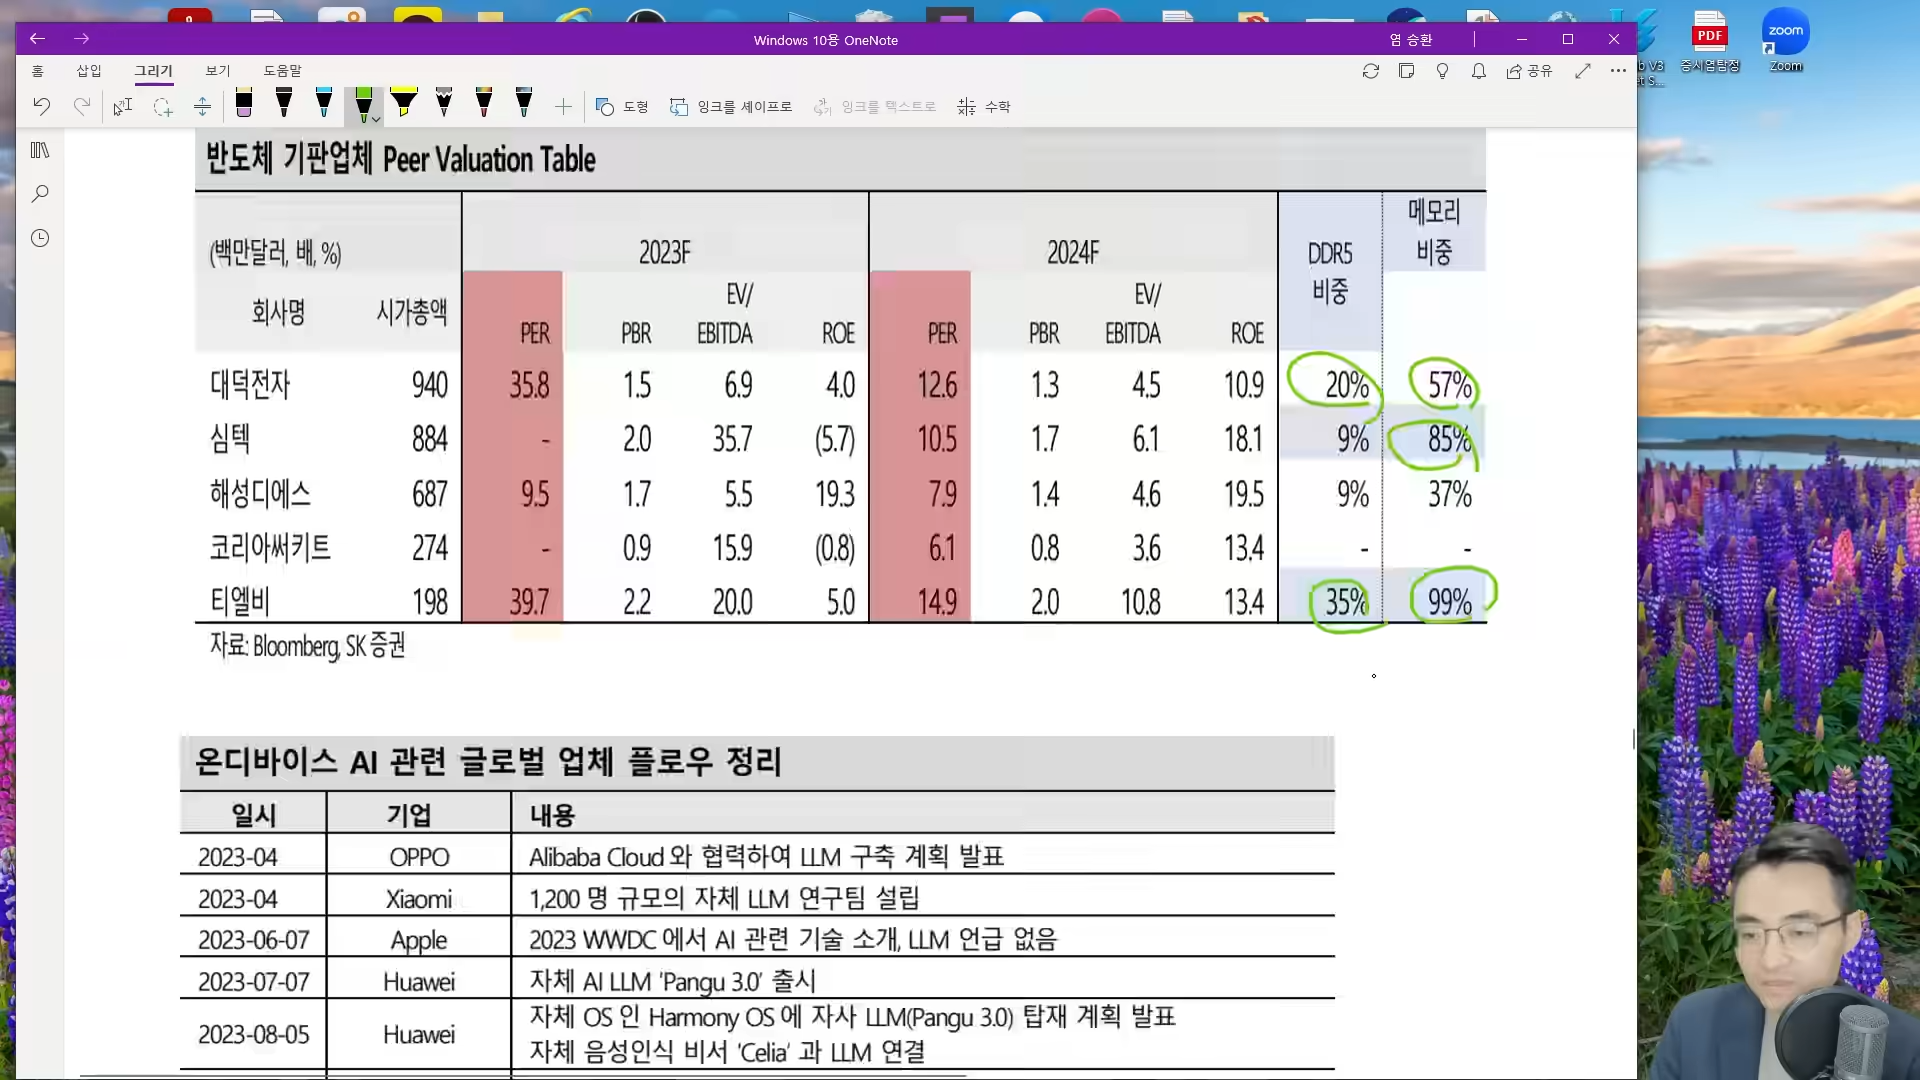 Windows 10용 OneNote
염 승환
홈 삽입 그리기 보기 도움말
공유
도형 잉크를 셰이프로 잉크를 텍스트로 수학
PDF
증시염탐정
zoom
Zoom
반도체 기판업체 Peer Valuation Table
(백만달러, 배, %) 2023F 2024F DDR5 비중 메모리 비중
회사명 시가총액 PER PBR EV/EBITDA ROE PER PBR EV/EBITDA ROE
대덕전자 940 35.8 1.5 6.9 4.0 12.6 1.3 4.5 10.9 20% 57%
심텍 884 - 2.0 35.7 (5.7) 10.5 1.7 6.1 18.1 9% 85%
해성디에스 687 9.5 1.7 5.5 19.3 7.9 1.4 4.6 19.5 9% 37%
코리아써키트 274 - 0.9 15.9 (0.8) 6.1 0.8 3.6 13.4 - -
티엘비 198 39.7 2.2 20.0 5.0 14.9 2.0 10.8 13.4 35% 99%
자료: Bloomberg, SK 증권
온디바이스 AI 관련 글로벌 업체 플로우 정리
일시 기업 내용
2023-04 OPPO Alibaba Cloud 와 협력하여 LLM 구축 계획 발표
2023-04 Xiaomi 1,200 명 규모의 자체 LLM 연구팀 설립
2023-06-07 Apple 2023 WWDC 에서 AI 관련 기술 소개, LLM 언급 없음
2023-07-07 Huawei 자체 AI LLM 'Pangu 3.0' 출시
2023-08-05 Huawei 자체 OS 인 Harmony OS 에 자사 LLM(Pangu 3.0) 탑재 계획 발표
자체 음성인식 비서 'Celia' 과 LLM 연결